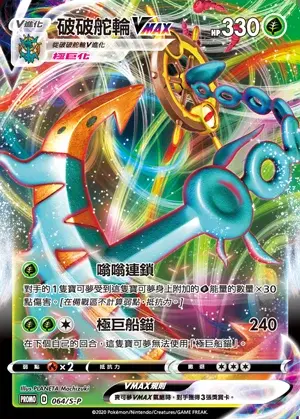 V進化
破破舵輪VMAX
HP330
從破破舵輪V進化
極巨化
嗡嗡連鎖
對手的1隻寶可夢受到這隻寶可夢身上附加的能量的數量×30
點傷害。[在備戰區不計算弱點、抵抗力。]
極巨船錨 240
在下個自己的回合,這隻寶可夢無法使用「極巨船錨」。
弱點 ×2 抵抗力 撤退
Illus. PLANETA Mochizuki
VMAX規則
PROMO D 064/S-P
寶可夢VMAX氣絕時,對手獲得3張獎賞卡。
©2020 Pokémon/Nintendo/Creatures/GAME FREAK.